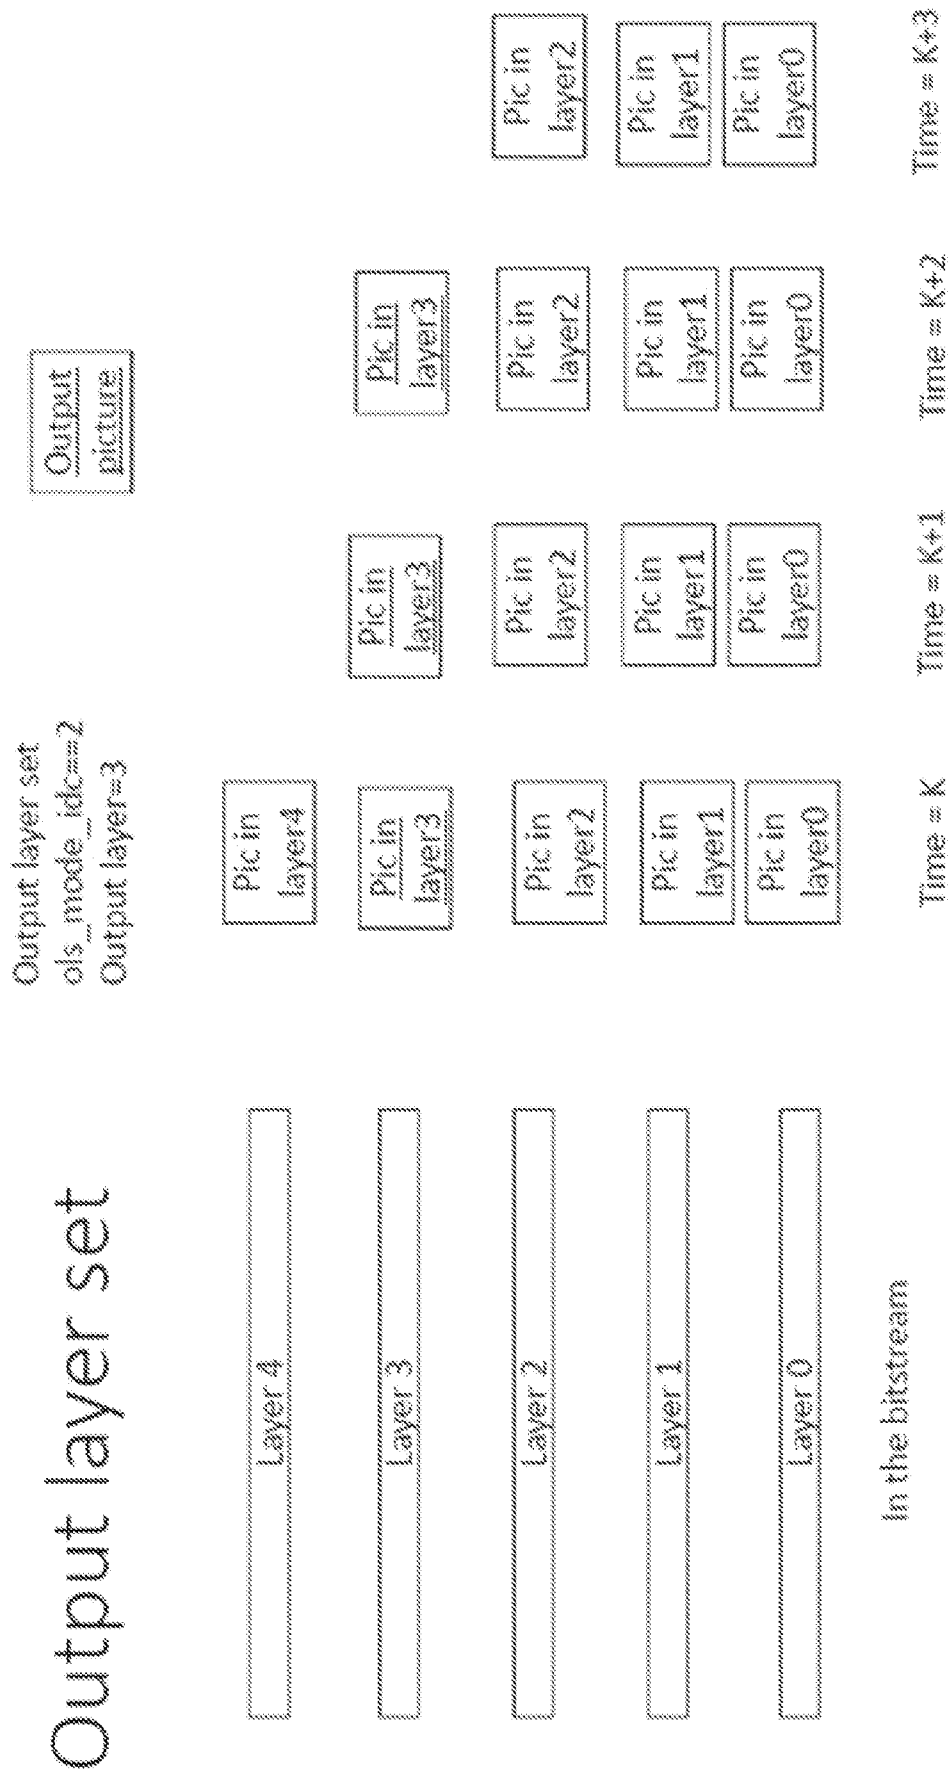 Output layer set
Output layer set
ols_mode_idc==2
Output layer=3
Output
picture
Layer 4
Pic in
layer4
Layer 3
Pic in
layer3
Pic in
layer3
Pic in
layer3
Layer 2
Pic in
layer2
Pic in
layer2
Pic in
layer2
Pic in
layer2
Layer 1
Pic in
layer1
Pic in
layer1
Pic in
layer1
Pic in
layer1
Layer 0
Pic in
layer0
Pic in
layer0
Pic in
layer0
Pic in
layer0
In the bitstream
Time = K
Time = K+1
Time = K+2
Time = K+3